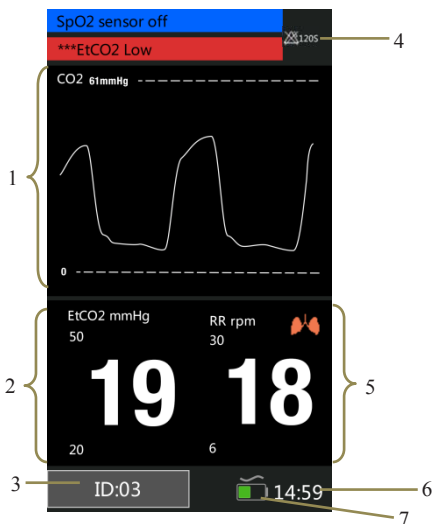 SpO2 sensor off
***EtCO2 Low
120S
4
CO2 61mmHg
1
0
EtCO2 mmHg
50
19
20
2
RR rpm
30
18
6
5
3
ID:03
14:59
6
7